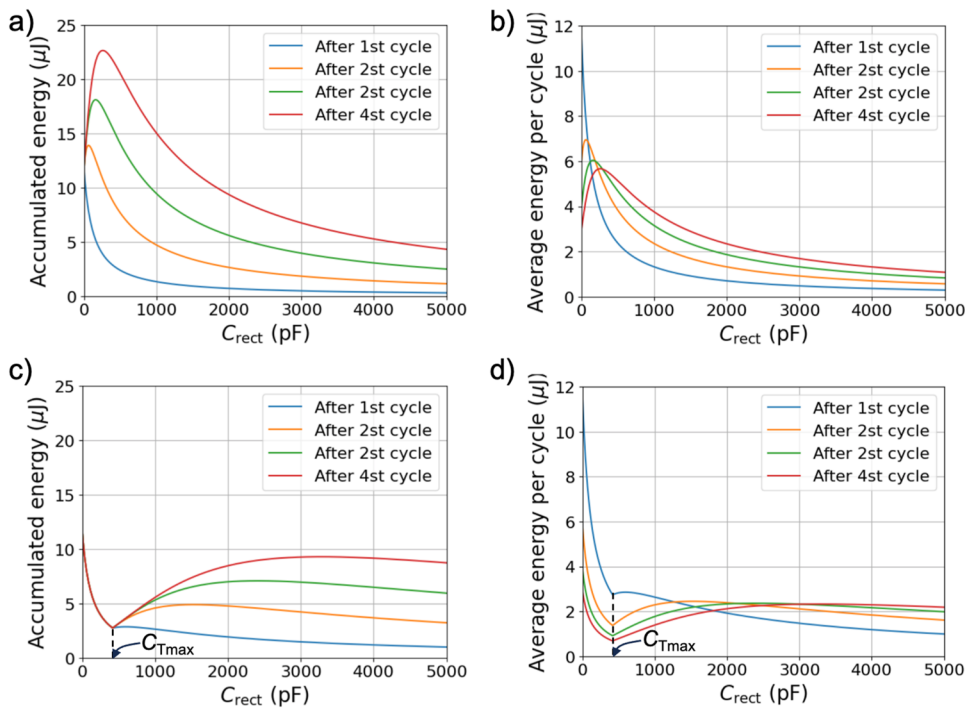 a)
Accumulated energy (μJ)
25
20
15
10
5
0
After 1st cycle
After 2st cycle
After 2st cycle
After 4st cycle
0 1000 2000 3000 4000 5000
Crect (pF)
b)
Average energy per cycle (μJ)
12
10
8
6
4
2
0
After 1st cycle
After 2st cycle
After 2st cycle
After 4st cycle
0 1000 2000 3000 4000 5000
Crect (pF)
c)
Accumulated energy (μJ)
25
20
15
10
5
0
After 1st cycle
After 2st cycle
After 2st cycle
After 4st cycle
CTmax
0 1000 2000 3000 4000 5000
Crect (pF)
d)
Average energy per cycle (μJ)
12
10
8
6
4
2
0
After 1st cycle
After 2st cycle
After 2st cycle
After 4st cycle
CTmax
0 1000 2000 3000 4000 5000
Crect (pF)